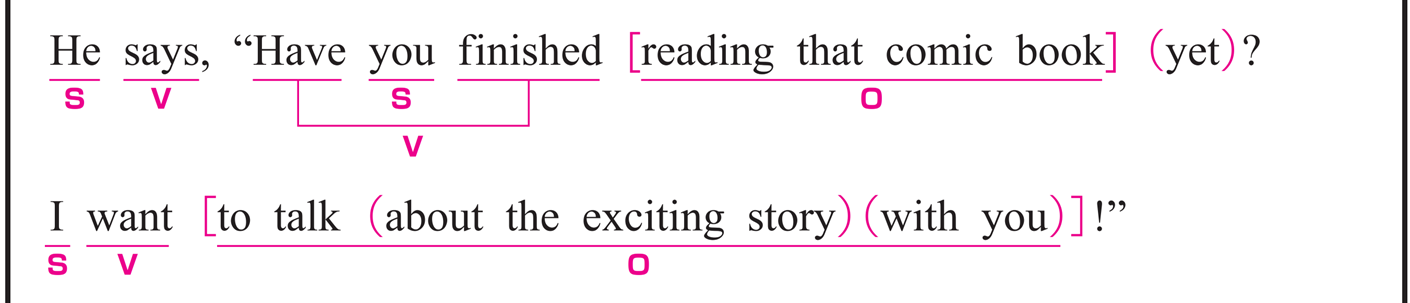 He says, “Have you finished [reading that comic book] (yet)?
S V S O
V
I want [to talk (about the exciting story)(with you)]!”
S V O